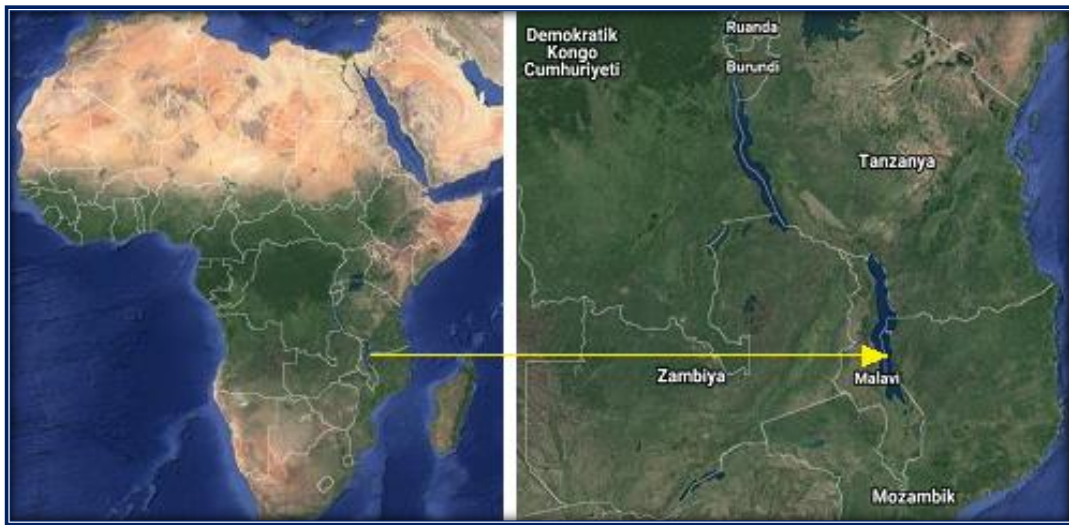 Demokratik
Kongo
Cumhuriyeti
Ruanda
Burundi
Tanzanya
Zambiya
Malavi
Mozambik